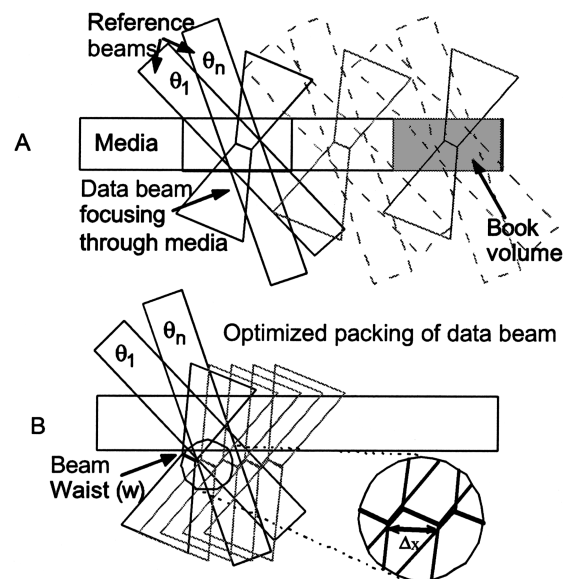 Reference
beams
θ1
θn
A
Media
Data beam
focusing
through media
Book
volume
θ1
θn
Optimized packing of data beam
B
Beam
Waist (w)
Δx